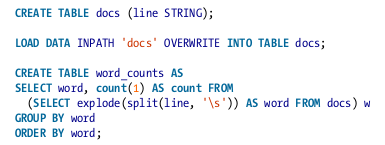 CREATE TABLE docs (line STRING);
LOAD DATA INPATH 'docs' OVERWRITE INTO TABLE docs;
CREATE TABLE word_counts AS
SELECT word, count(1) AS count FROM
(SELECT explode(split(line, '\s')) AS word FROM docs) w
GROUP BY word
ORDER BY word;